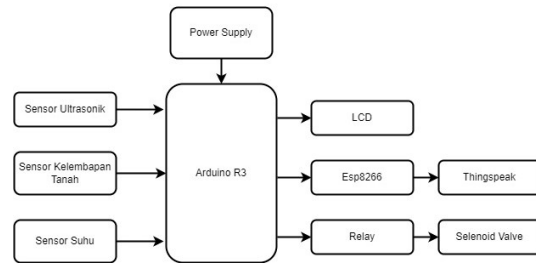 Power Supply
Sensor Ultrasonik
LCD
Sensor Kelembapan
Tanah
Arduino R3
Esp8266
Thingspeak
Sensor Suhu
Relay
Selenoid Valve